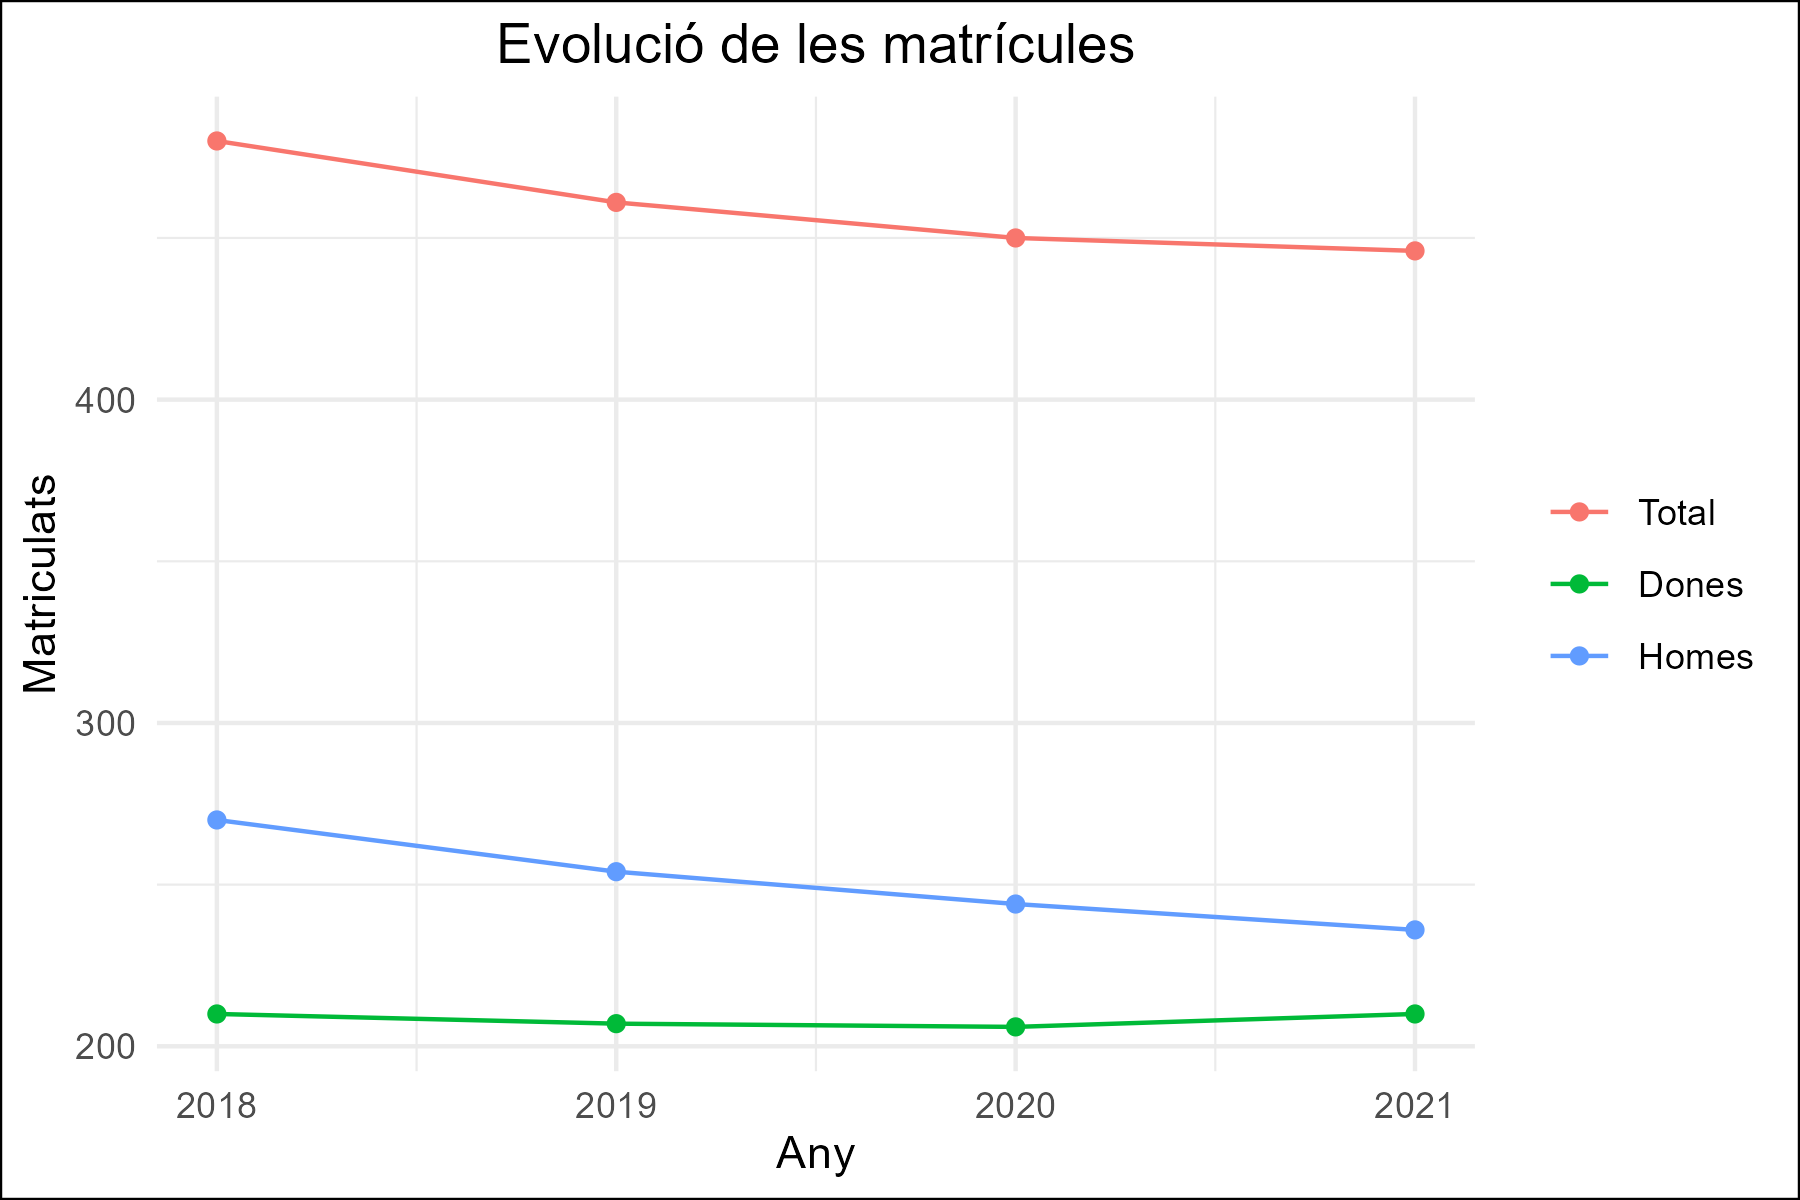 Evolució de les matrícules
Matriculats
400
300
200
2018 2019 2020 2021
Any
Total
Dones
Homes